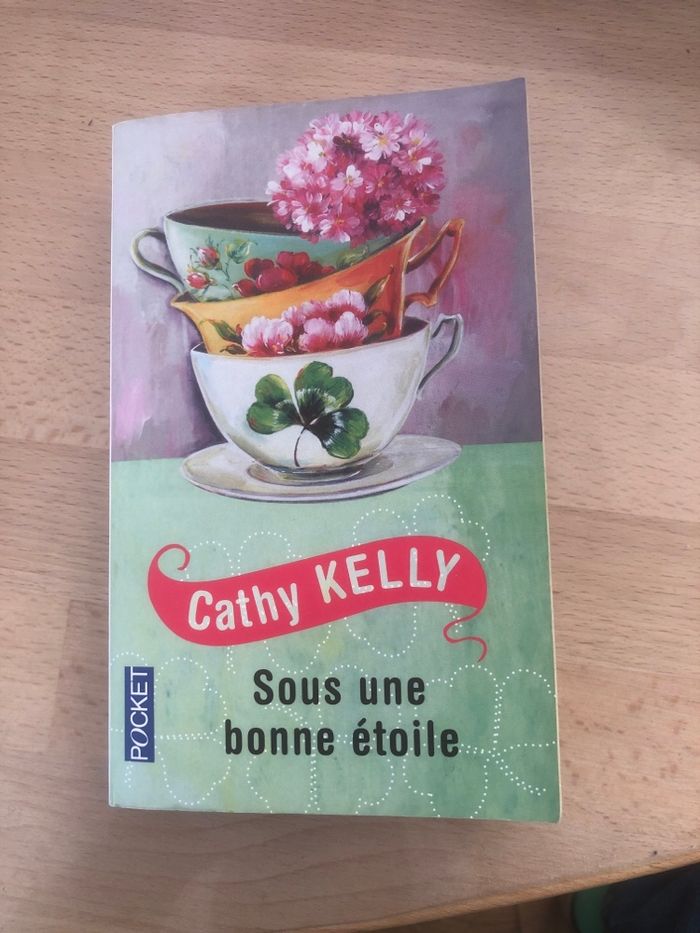 Cathy KELLY
Sous une
bonne étoile
POCKET